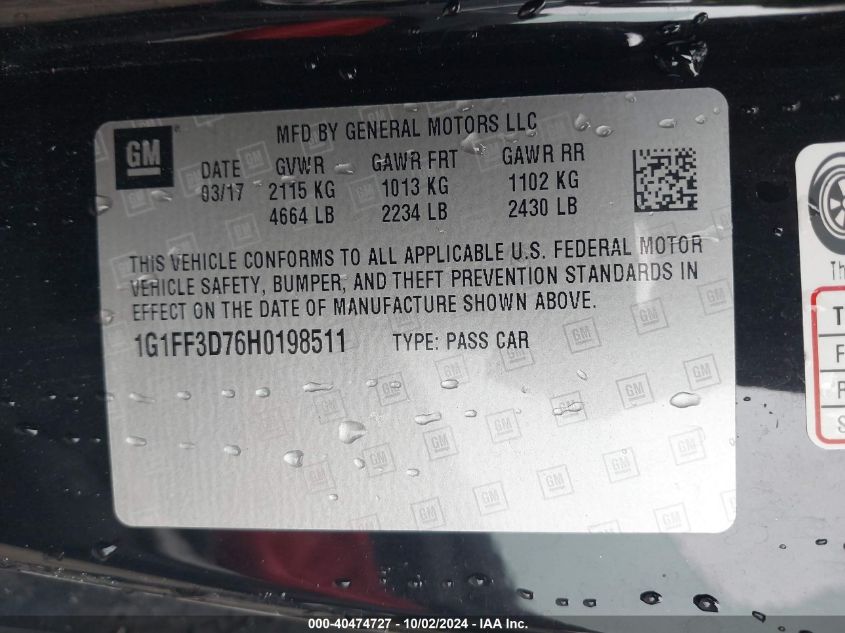 GM
MFD BY GENERAL MOTORS LLC
DATE GVWR GAWR FRT GAWR RR
03/17 2115 KG 1013 KG 1102 KG
4664 LB 2234 LB 2430 LB
THIS VEHICLE CONFORMS TO ALL APPLICABLE U.S. FEDERAL MOTOR
VEHICLE SAFETY, BUMPER, AND THEFT PREVENTION STANDARDS IN
EFFECT ON THE DATE OF MANUFACTURE SHOWN ABOVE.
1G1FF3D76H0198511 TYPE: PASS CAR
000-40474727 - 10/02/2024 - IAA Inc.